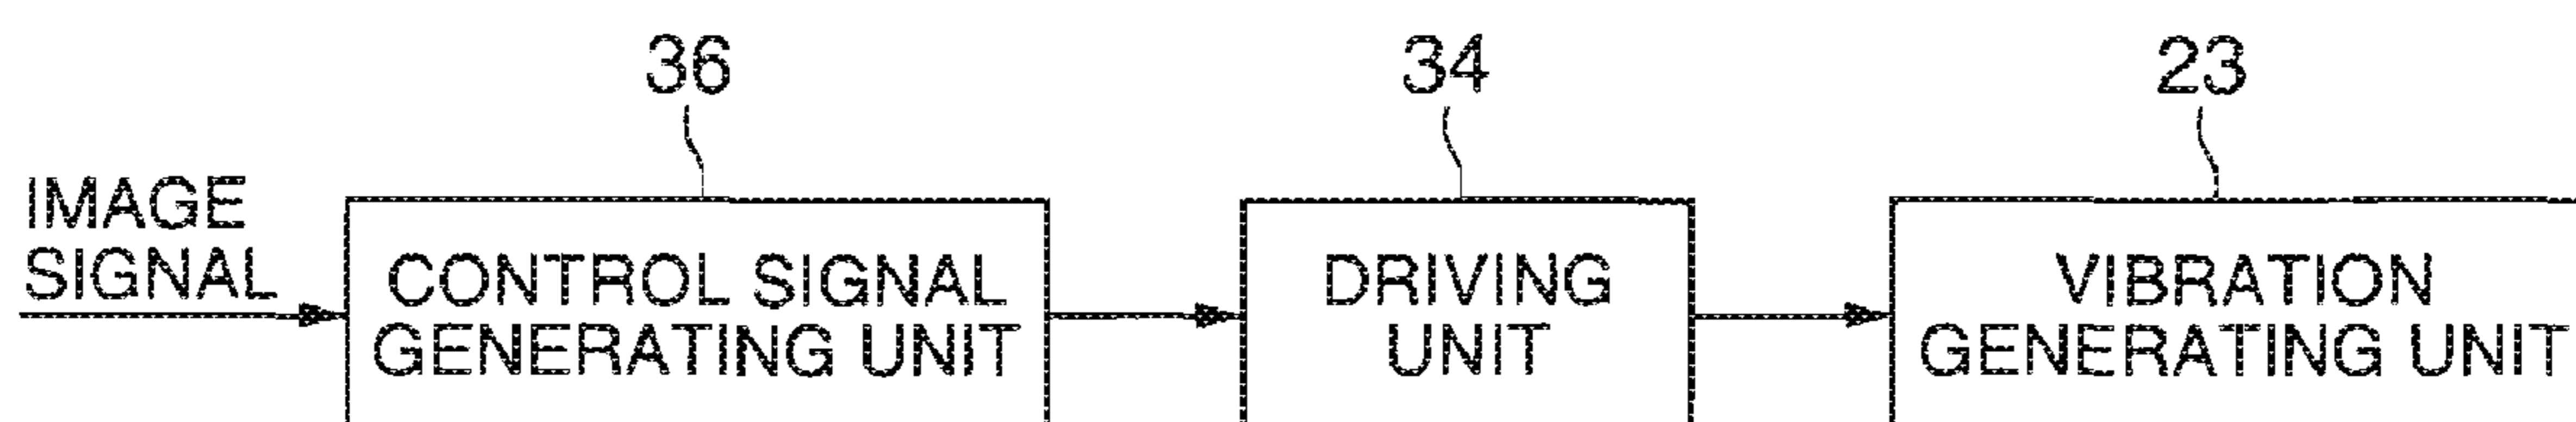 36
34
23
IMAGE
SIGNAL
CONTROL SIGNAL
GENERATING UNIT
DRIVING
UNIT
VIBRATION
GENERATING UNIT